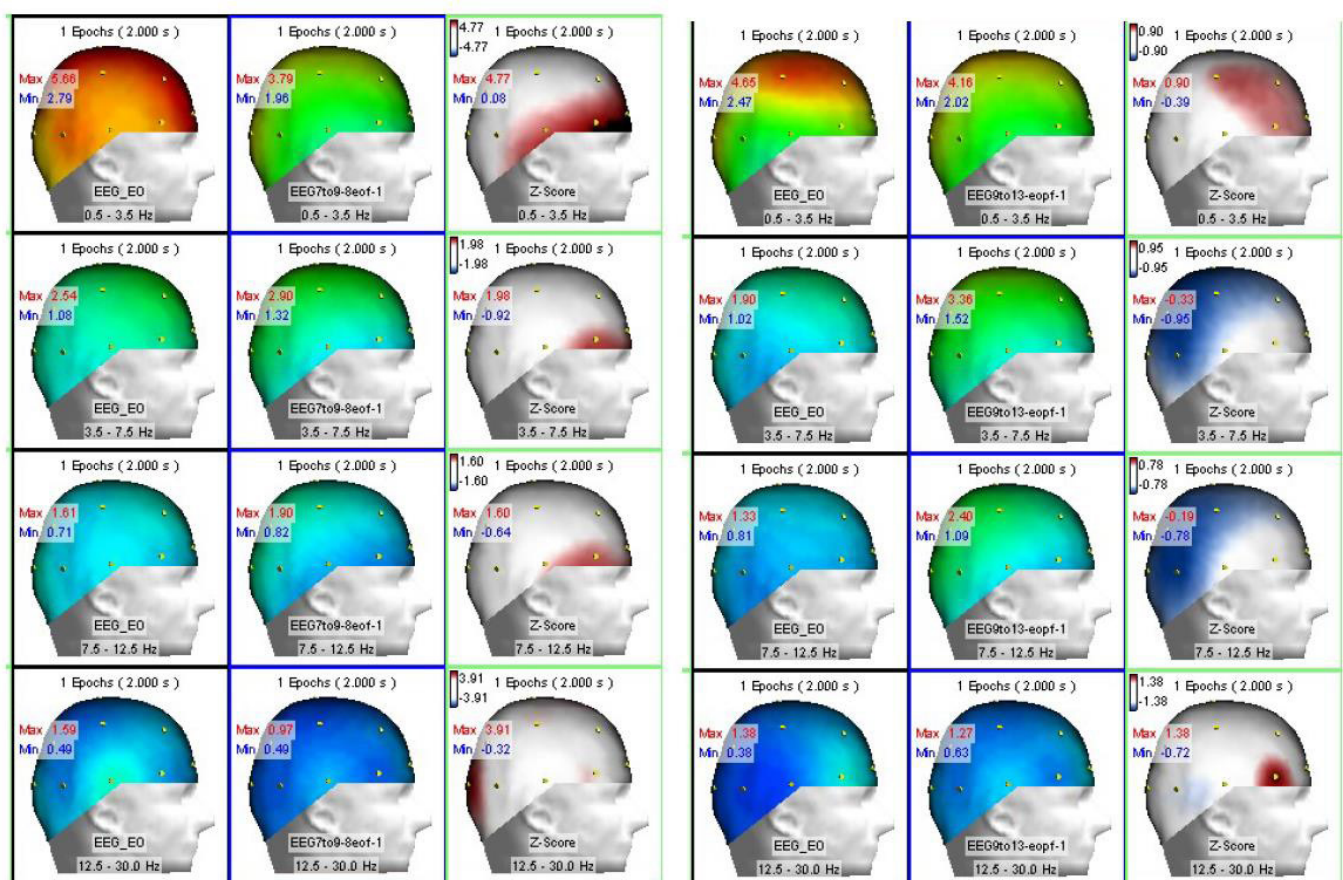 1 Epochs ( 2.000 s )
Max 5.66
Min 2.79
EEG_EO
0.5 - 3.5 Hz
1 Epochs ( 2.000 s )
Max 3.79
Min 1.96
EEG7to9-8eof-1
0.5 - 3.5 Hz
4.77
-4.77
1 Epochs ( 2.000 s )
Max 4.77
Min 0.08
Z-Score
0.5 - 3.5 Hz
1 Epochs ( 2.000 s )
Max 4.65
Min 2.47
EEG_EO
0.5 - 3.5 Hz
1 Epochs ( 2.000 s )
Max 4.16
Min 2.02
EEG9to13-eopf-1
0.5 - 3.5 Hz
0.90
-0.90
1 Epochs ( 2.000 s )
Max 0.90
Min -0.39
Z-Score
0.5 - 3.5 Hz
1 Epochs ( 2.000 s )
Max 2.54
Min 1.08
EEG_EO
3.5 - 7.5 Hz
1 Epochs ( 2.000 s )
Max 2.90
Min 1.32
EEG7to9-8eof-1
3.5 - 7.5 Hz
1.98
-1.98
1 Epochs ( 2.000 s )
Max 1.98
Min -0.92
Z-Score
3.5 - 7.5 Hz
1 Epochs ( 2.000 s )
Max 1.90
Min 1.02
EEG_EO
3.5 - 7.5 Hz
1 Epochs ( 2.000 s )
Max 3.36
Min 1.52
EEG9to13-eopf-1
3.5 - 7.5 Hz
0.95
-0.95
1 Epochs ( 2.000 s )
Max -0.33
Min -0.95
Z-Score
3.5 - 7.5 Hz
1 Epochs ( 2.000 s )
Max 1.61
Min 0.71
EEG_EO
7.5 - 12.5 Hz
1 Epochs ( 2.000 s )
Max 1.90
Min 0.82
EEG7to9-8eof-1
7.5 - 12.5 Hz
1.60
-1.60
1 Epochs ( 2.000 s )
Max 1.60
Min -0.64
Z-Score
7.5 - 12.5 Hz
1 Epochs ( 2.000 s )
Max 1.33
Min 0.81
EEG_EO
7.5 - 12.5 Hz
1 Epochs ( 2.000 s )
Max 2.40
Min 1.09
EEG9to13-eopf-1
7.5 - 12.5 Hz
0.78
-0.78
1 Epochs ( 2.000 s )
Max -0.19
Min -0.78
Z-Score
7.5 - 12.5 Hz
1 Epochs ( 2.000 s )
Max 1.59
Min 0.49
EEG_EO
12.5 - 30.0 Hz
1 Epochs ( 2.000 s )
Max 0.97
Min 0.49
EEG7to9-8eof-1
12.5 - 30.0 Hz
3.91
-3.91
1 Epochs ( 2.000 s )
Max 3.91
Min -0.32
Z-Score
12.5 - 30.0 Hz
1 Epochs ( 2.000 s )
Max 1.38
Min 0.38
EEG_EO
12.5 - 30.0 Hz
1 Epochs ( 2.000 s )
Max 1.27
Min 0.63
EEG9to13-eopf-1
12.5 - 30.0 Hz
1.38
-1.38
1 Epochs ( 2.000 s )
Max 1.38
Min -0.72
Z-Score
12.5 - 30.0 Hz